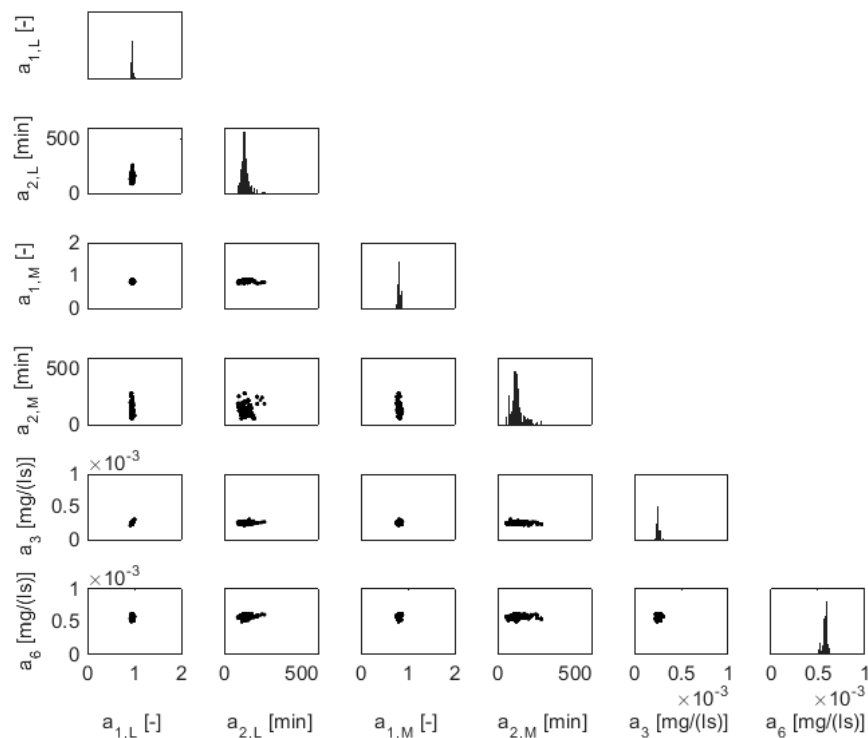 a1,L [-]
500
0
a2,L [min]
2
1
0
a1,M [-]
500
0
a2,M [min]
×10-3
1
0.5
0
a3 [mg/(ls)]
×10-3
1
0.5
0
a6 [mg/(ls)]
0 1 2 0 500 0 1 2 0 500 0 0.5 1 0 0.5 1
×10-3 ×10-3
a1,L [-] a2,L [min] a1,M [-] a2,M [min] a3 [mg/(ls)] a6 [mg/(ls)]